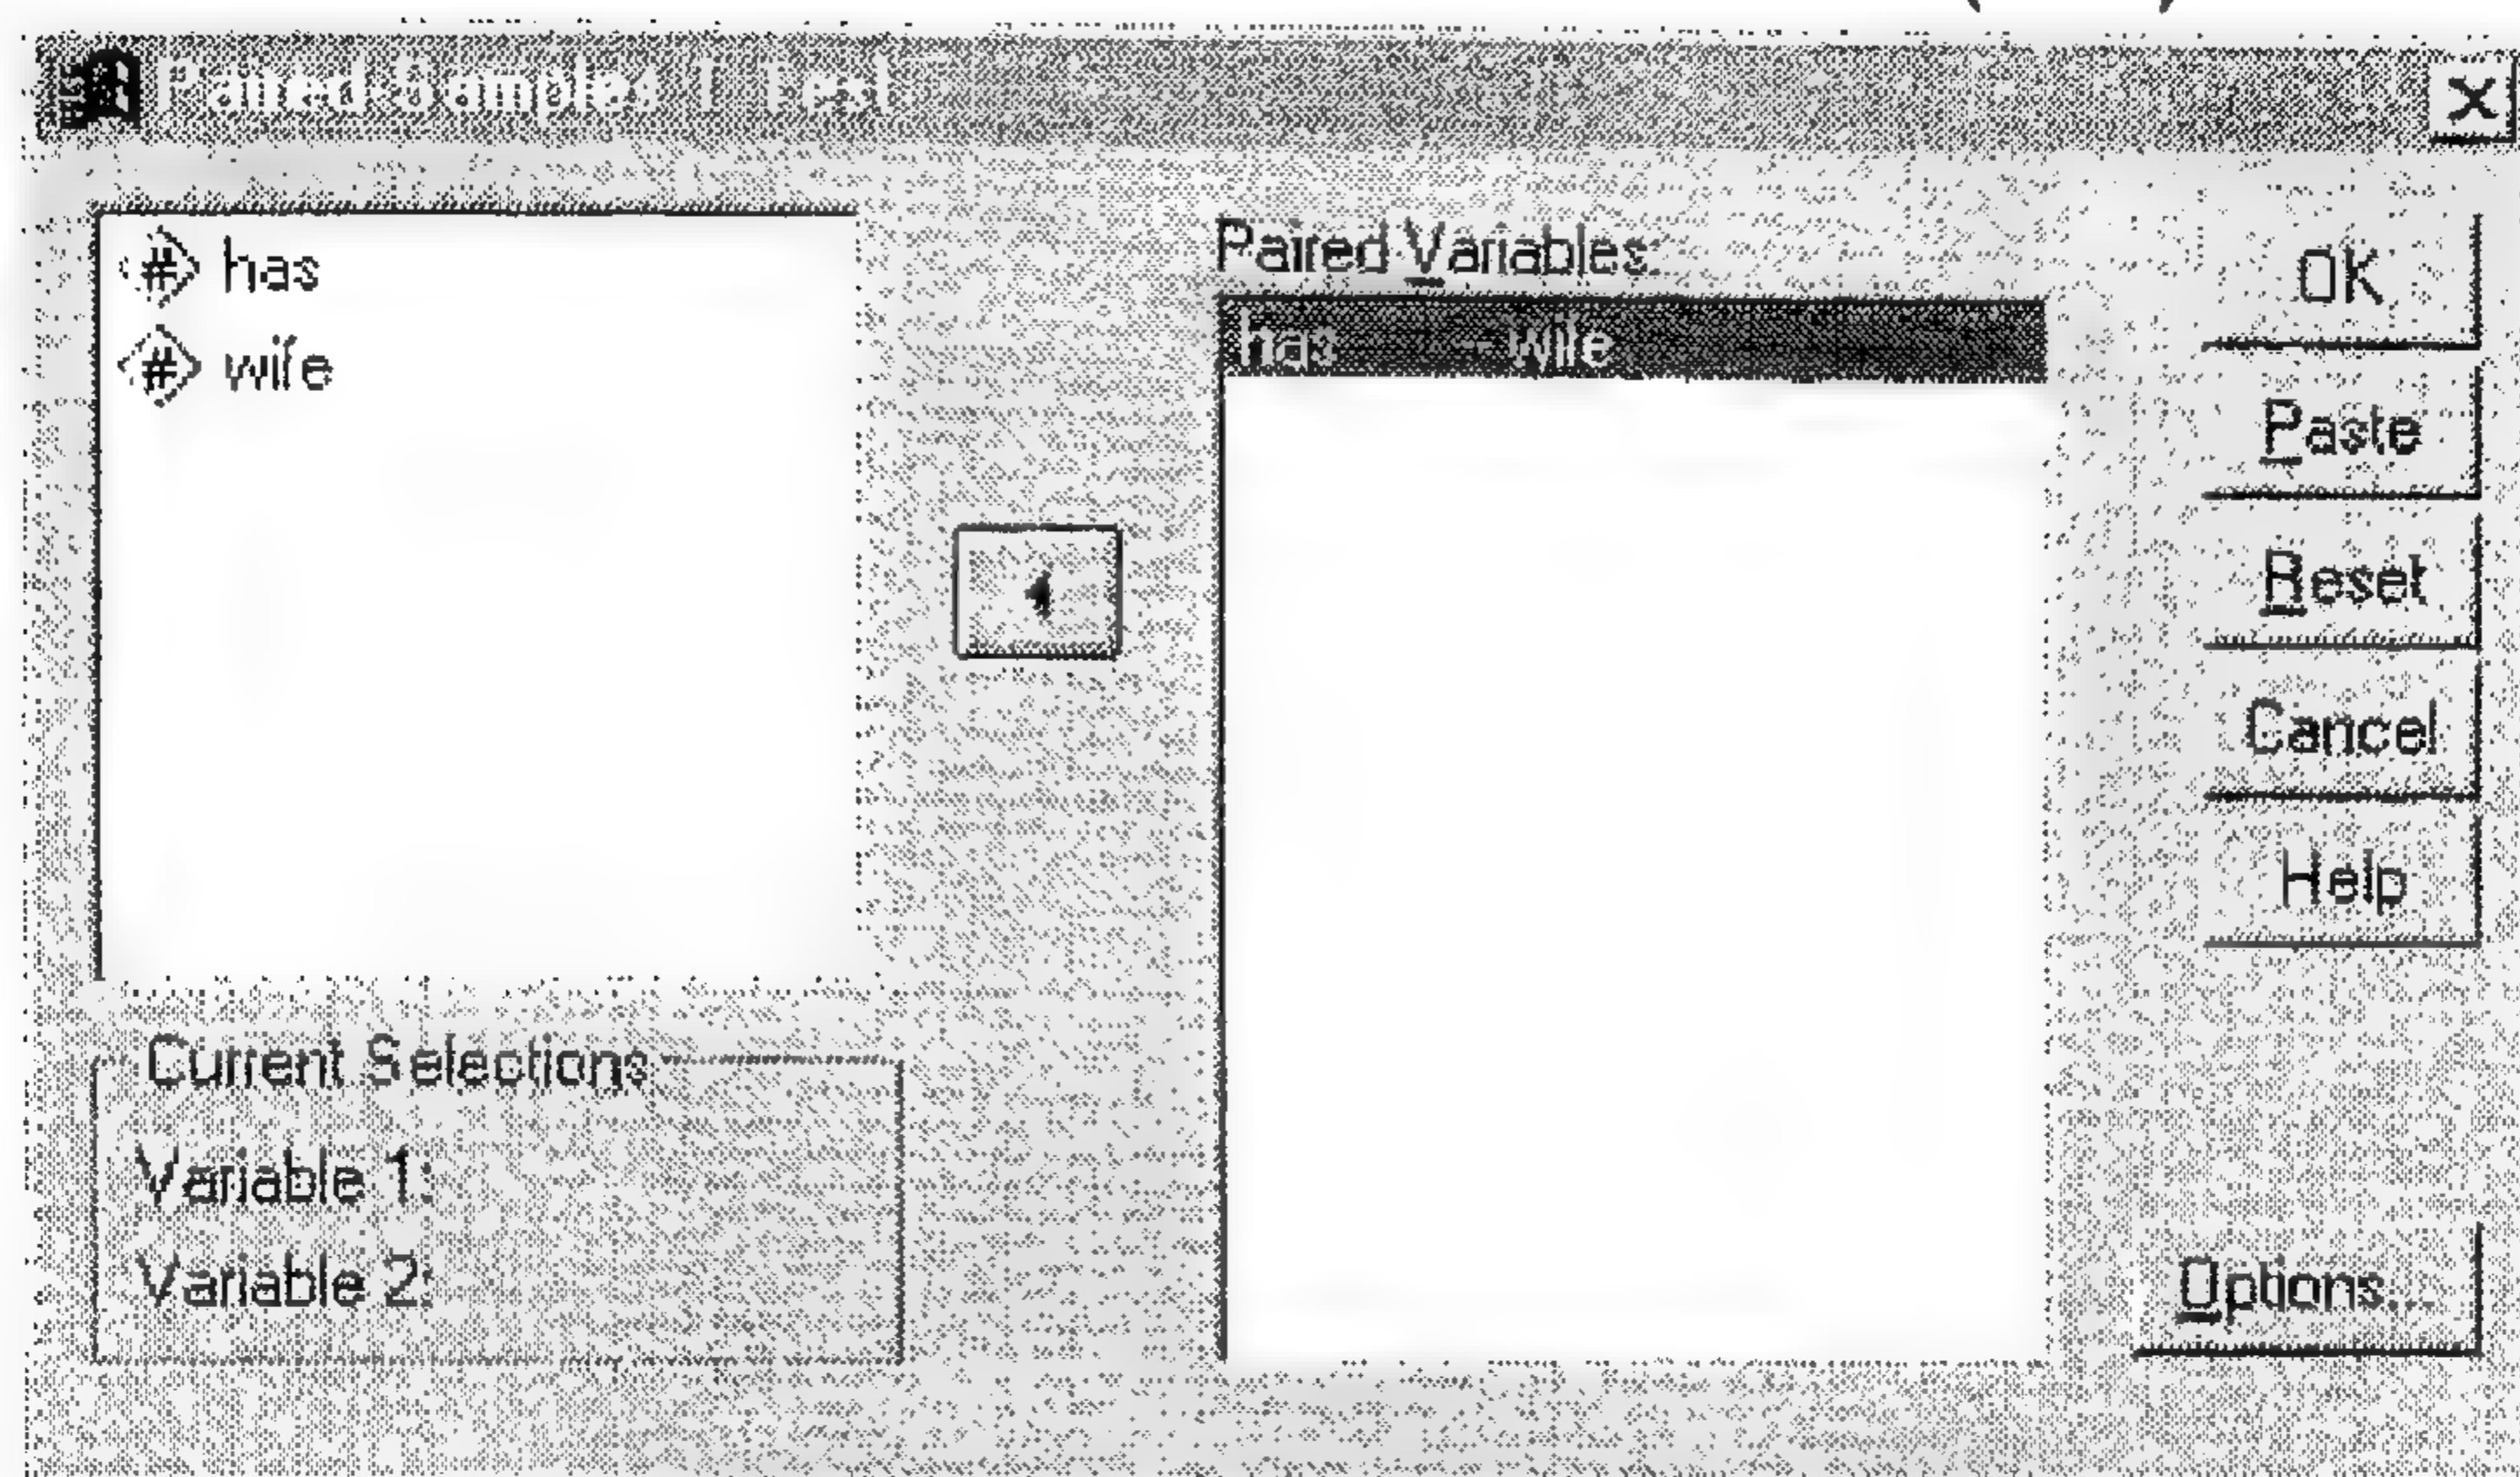 Paired-Samples T Test
# has
# wife
Paired Variables:
has -- wife
OK
Paste
Reset
Cancel
Help
Current Selections
Variable 1:
Variable 2:
Options...